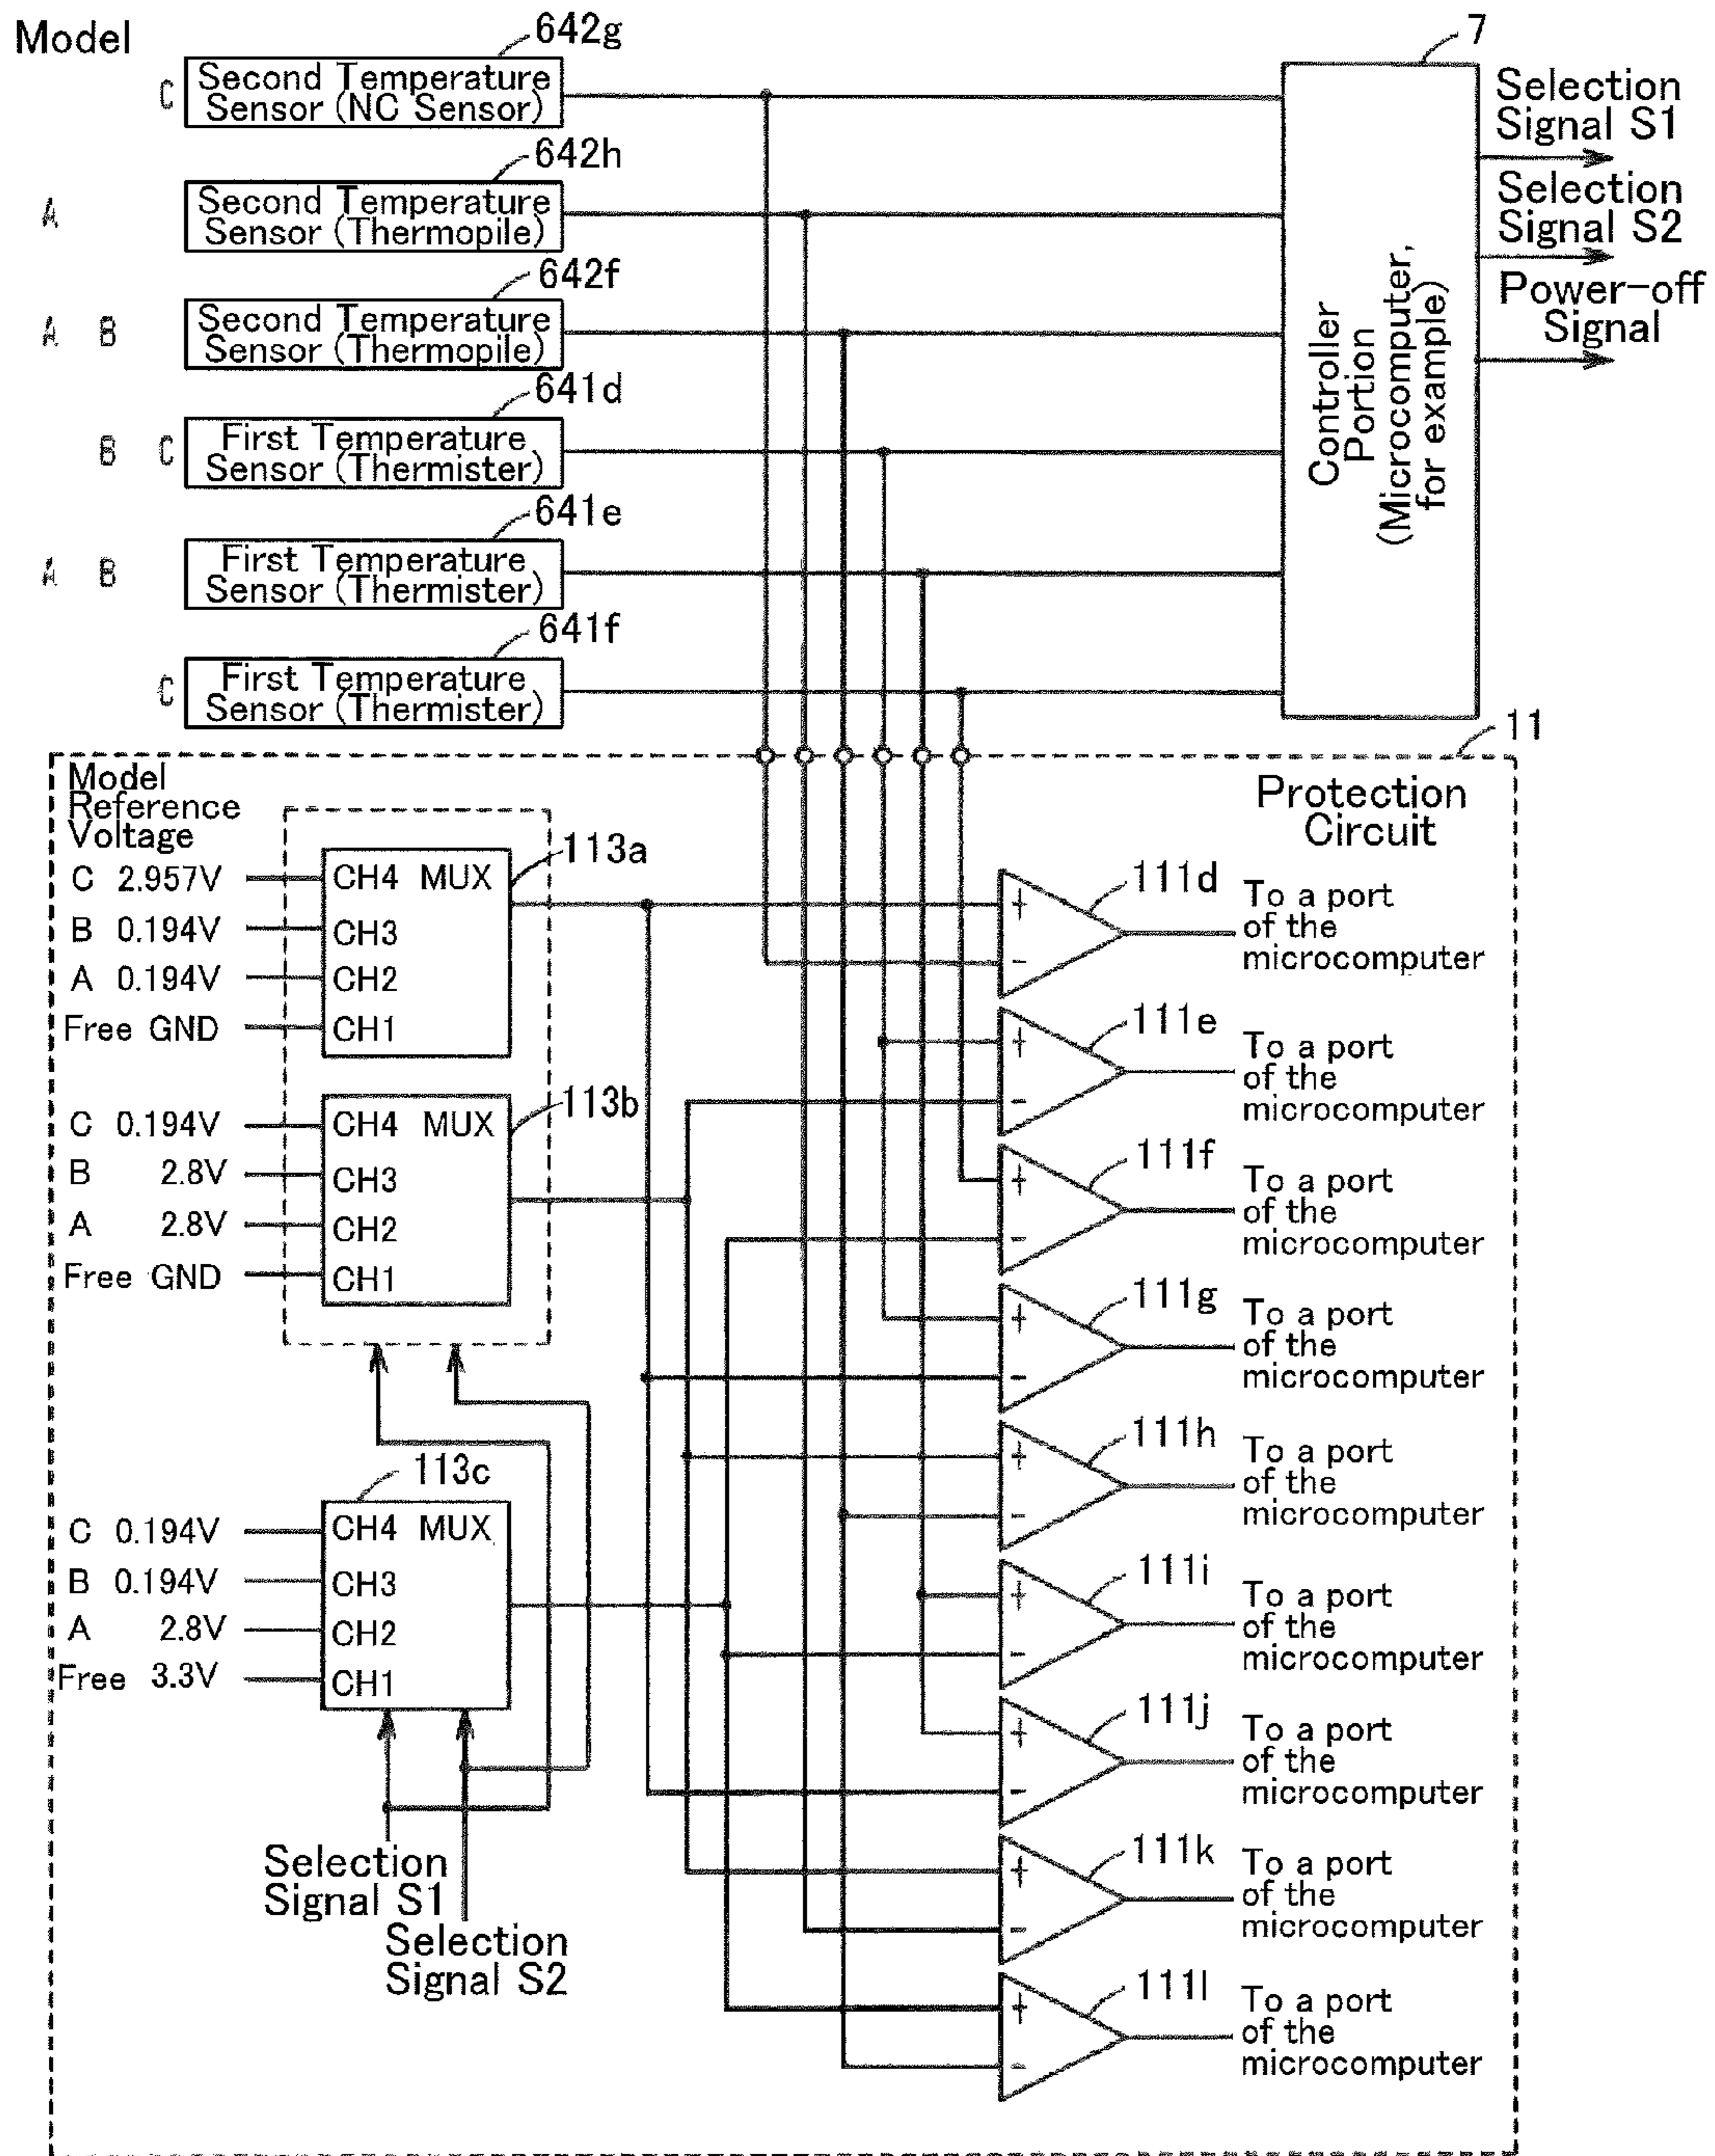 Model
642g
C
Second Temperature
Sensor (NC Sensor)
642h
A
Second Temperature
Sensor (Thermopile)
642f
A B
Second Temperature
Sensor (Thermopile)
641d
B C
First Temperature
Sensor (Thermister)
641e
A B
First Temperature
Sensor (Thermister)
641f
C
First Temperature
Sensor (Thermister)
7
Controller
Portion
(Microcomputer,
for example)
Selection
Signal S1
Selection
Signal S2
Power-off
Signal
11
Protection
Circuit
Model
Reference
Voltage
113a
C 2.957V CH4 MUX
B 0.194V CH3
A 0.194V CH2
Free GND CH1
113b
C 0.194V CH4 MUX
B 2.8V CH3
A 2.8V CH2
Free GND CH1
113c
C 0.194V CH4 MUX
B 0.194V CH3
A 2.8V CH2
Free 3.3V CH1
Selection
Signal S1
Selection
Signal S2
111d
+
-
To a port
of the
microcomputer
111e
+
-
To a port
of the
microcomputer
111f
+
-
To a port
of the
microcomputer
111g
+
-
To a port
of the
microcomputer
111h
+
-
To a port
of the
microcomputer
111i
+
-
To a port
of the
microcomputer
111j
+
-
To a port
of the
microcomputer
111k
+
-
To a port
of the
microcomputer
111l
+
-
To a port
of the
microcomputer